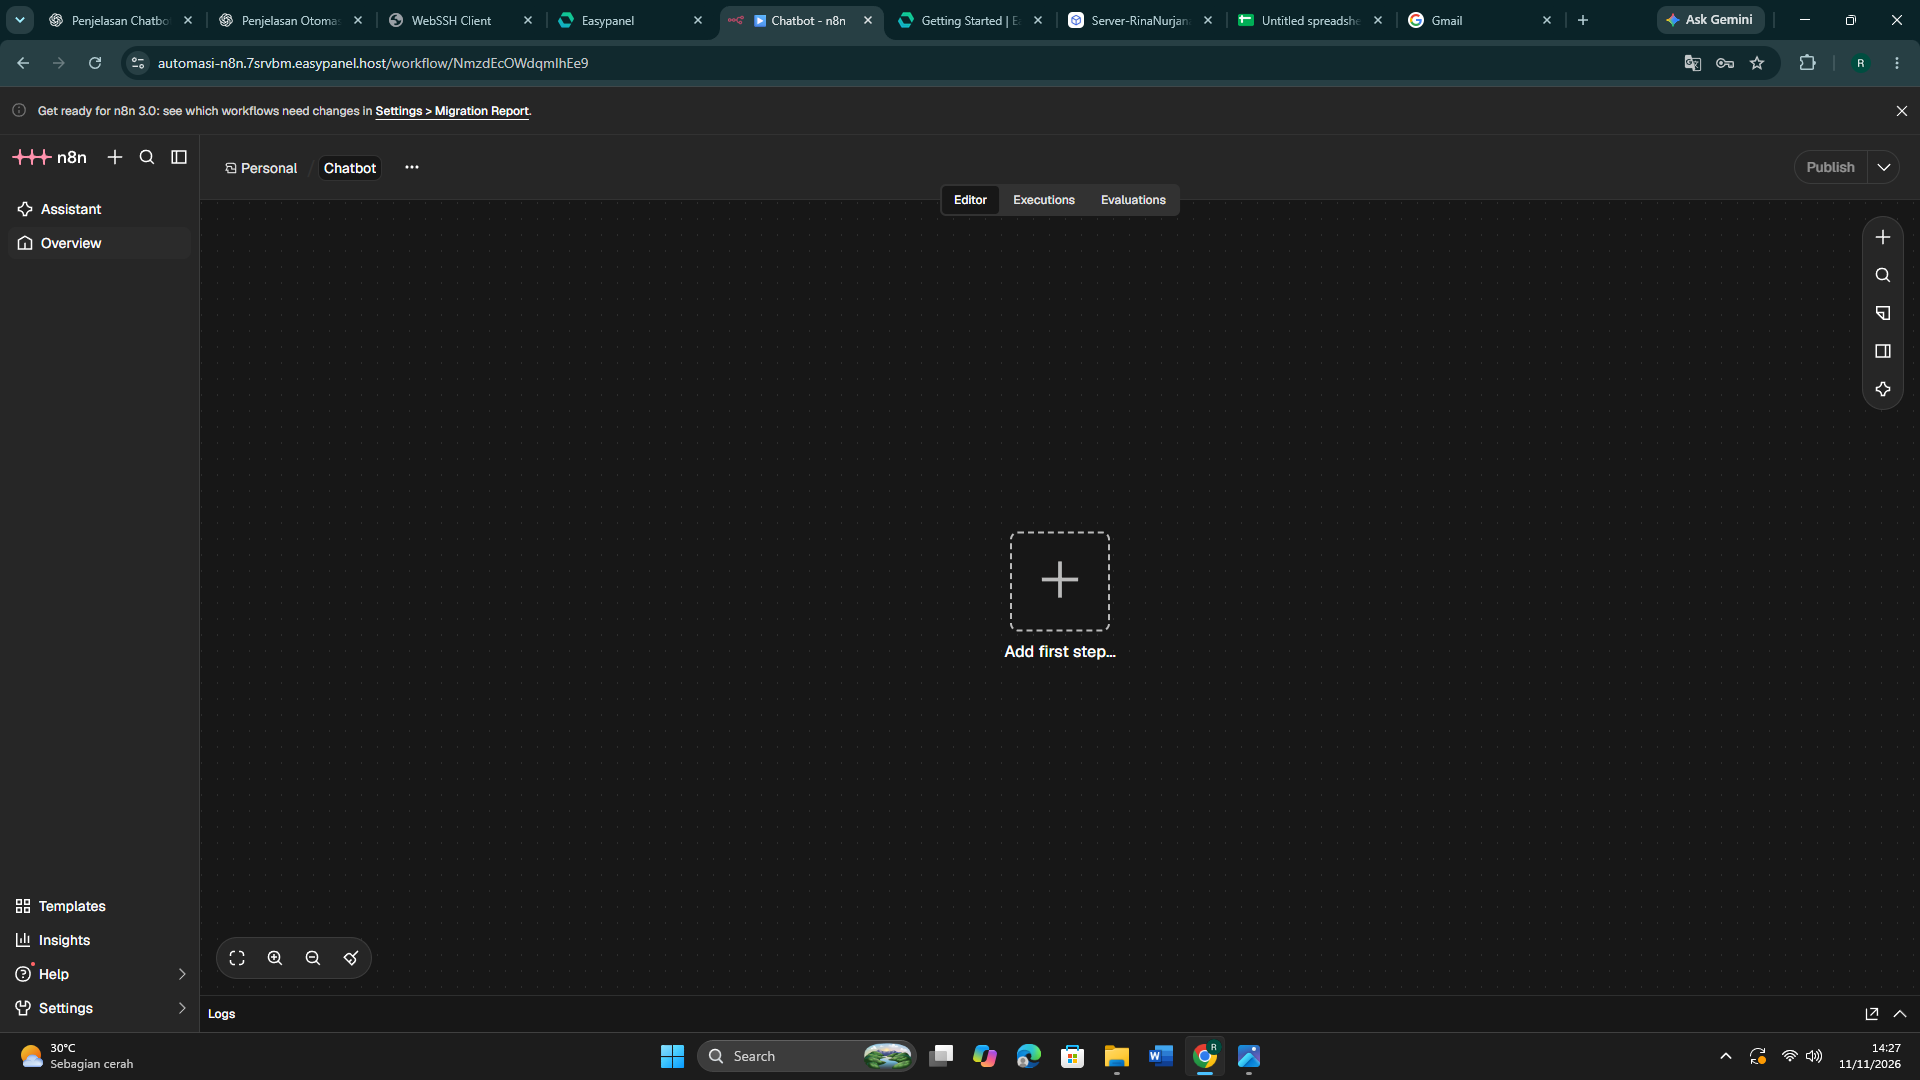 Penjelasan Chatbo
Penjelasan Otomas
WebSSH Client
Easypanel
Chatbot - n8n
Getting Started | Ea
Server-RinaNurjana
Untitled spreadshe
Gmail
Ask Gemini
automasi-n8n.7srvbm.easypanel.host/workflow/NmzdEcOWdqmIhEe9
R
Get ready for n8n 3.0: see which workflows need changes in Settings > Migration Report.
n8n
Personal / Chatbot
Publish
Editor
Executions
Evaluations
Assistant
Overview
Add first step...
Templates
Insights
Help
Settings
Logs
30°C
Sebagian cerah
Search
14:27
11/11/2026